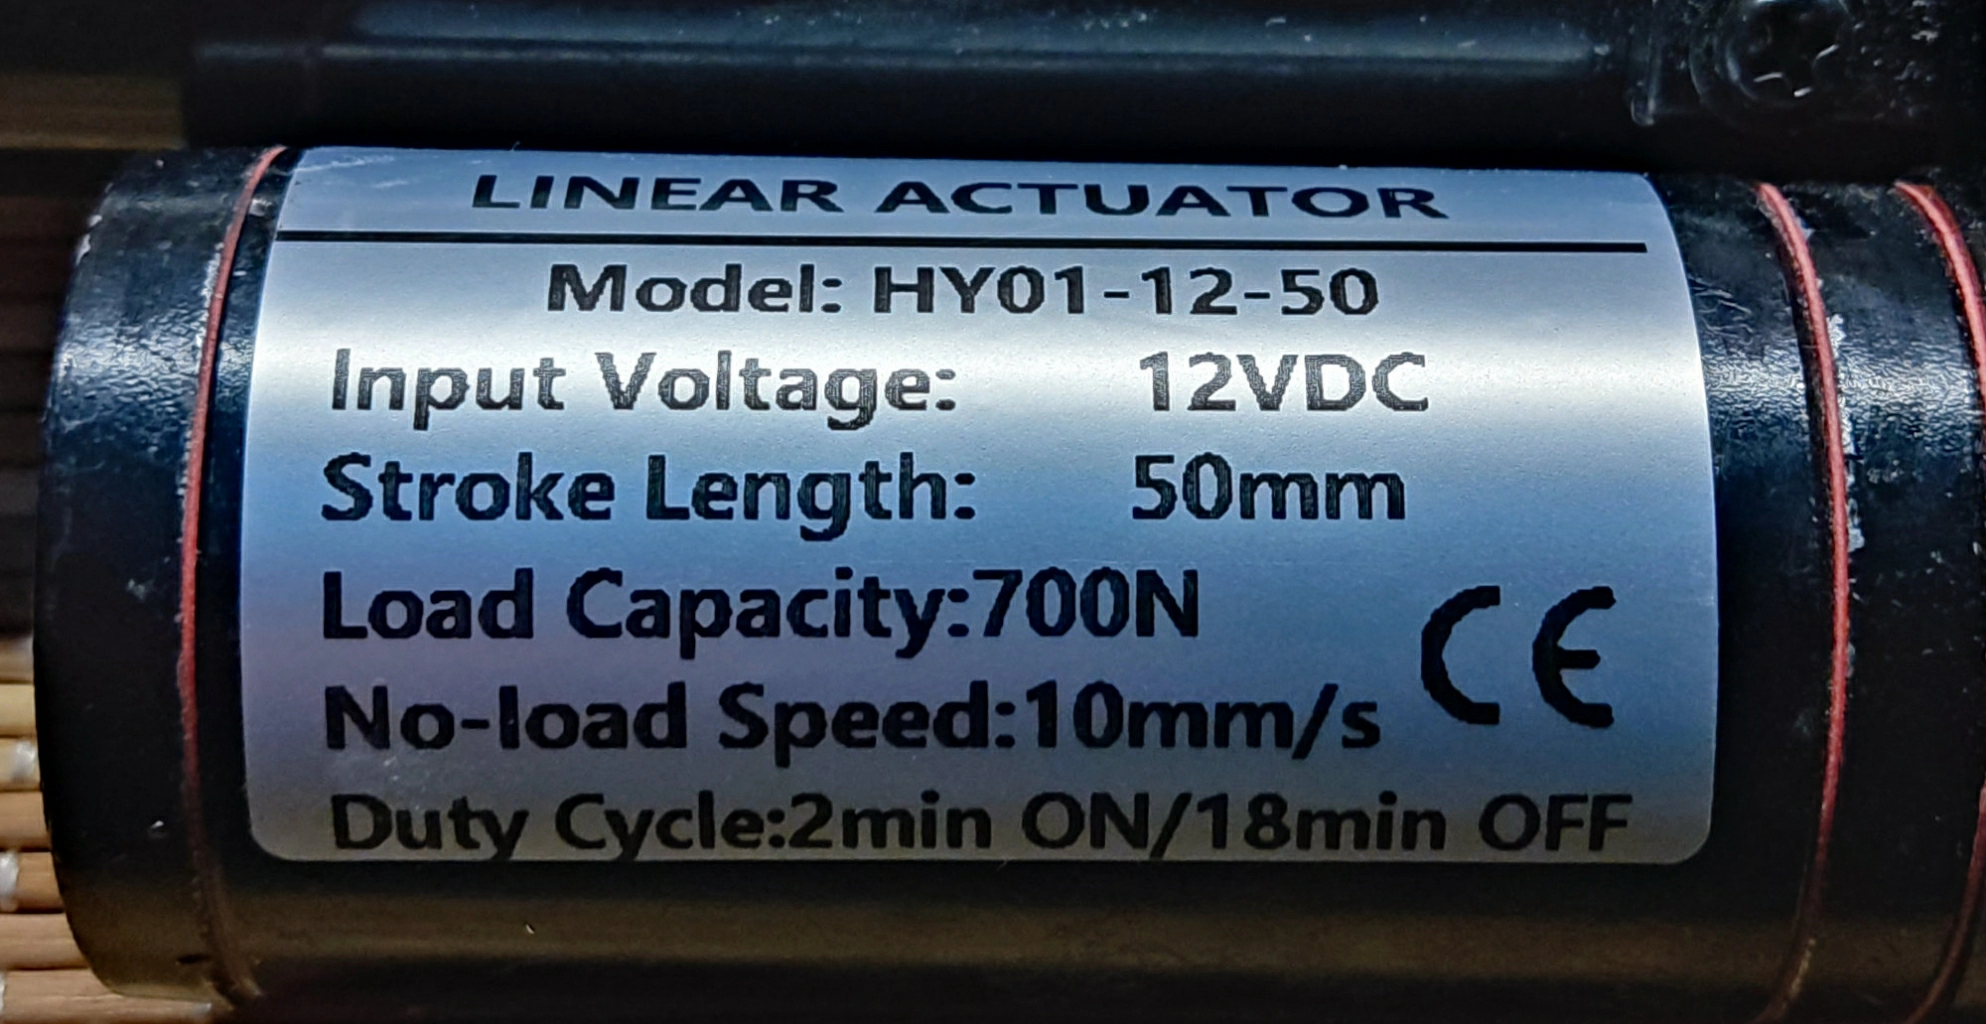 LINEAR ACTUATOR
Model: HY01-12-50
Input Voltage: 12VDC
Stroke Length: 50mm
Load Capacity:700N
No-load Speed:10mm/s
CE
Duty Cycle:2min ON/18min OFF